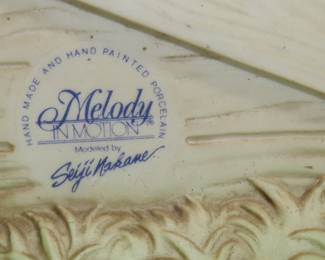 HAND MADE AND HAND PAINTED PORCELAIN
Melody
IN MOTION
Modeled by
Seiji Nakane